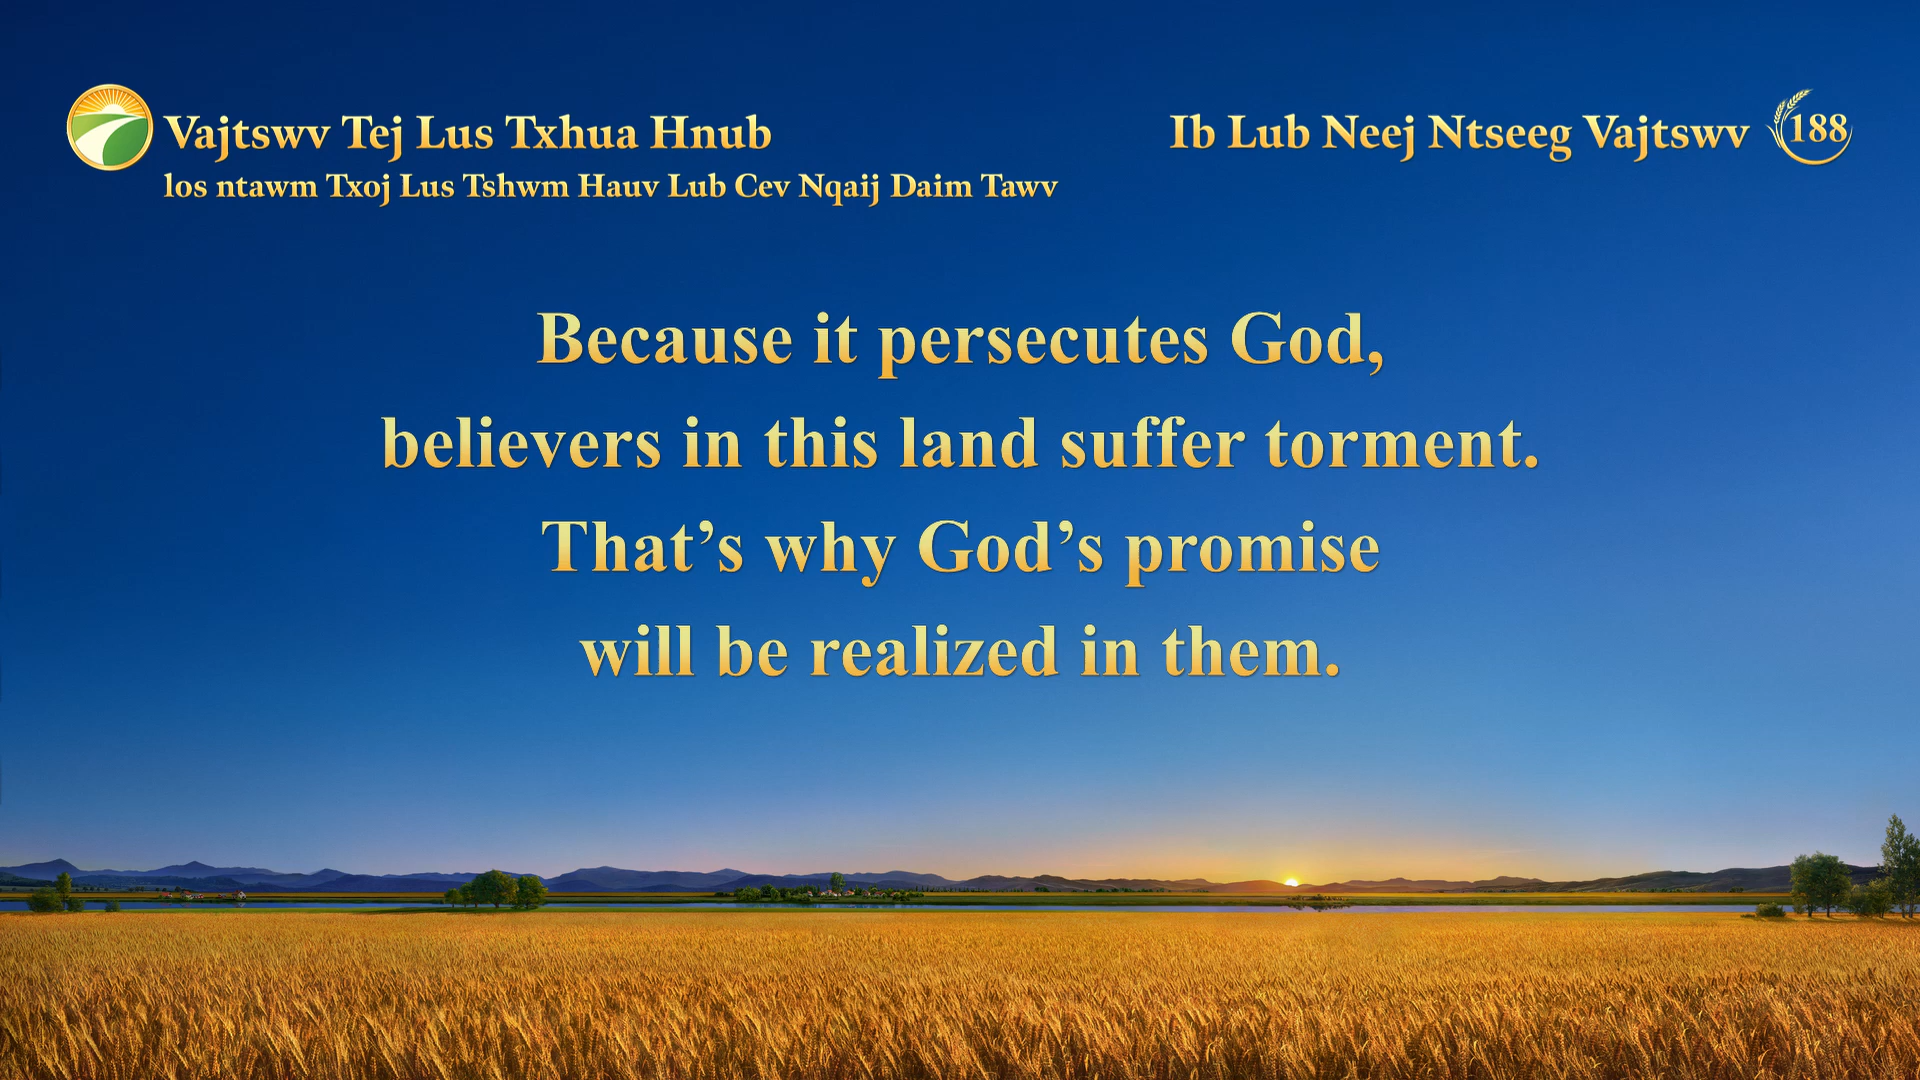 Vajtswv Tej Lus Txhua Hnub
los ntawm Txoj Lus Tshwm Hauv Lub Cev Nqaij Daim Tawv
Ib Lub Neej Ntseeg Vajtswv 188
Because it persecutes God,
believers in this land suffer torment.
That’s why God’s promise
will be realized in them.